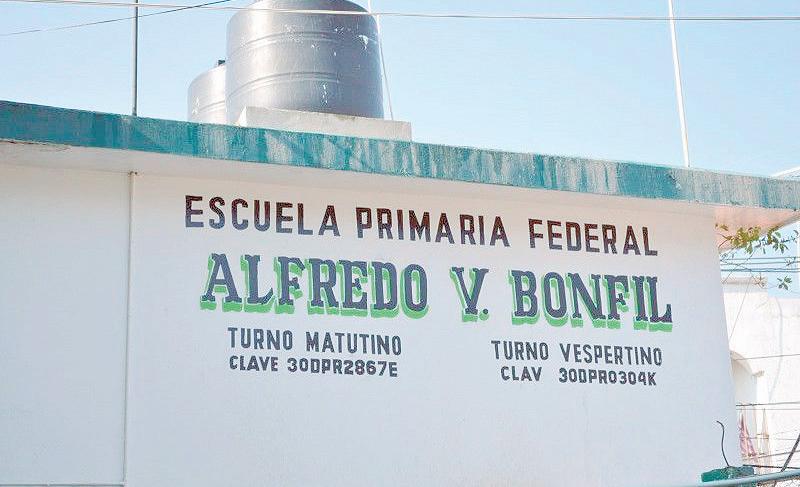 ESCUELA PRIMARIA FEDERAL
ALFREDO V. BONFIL
TURNO MATUTINO
CLAVE 30DPR2867E
TURNO VESPERTINO
CLAV 30DPR0304K